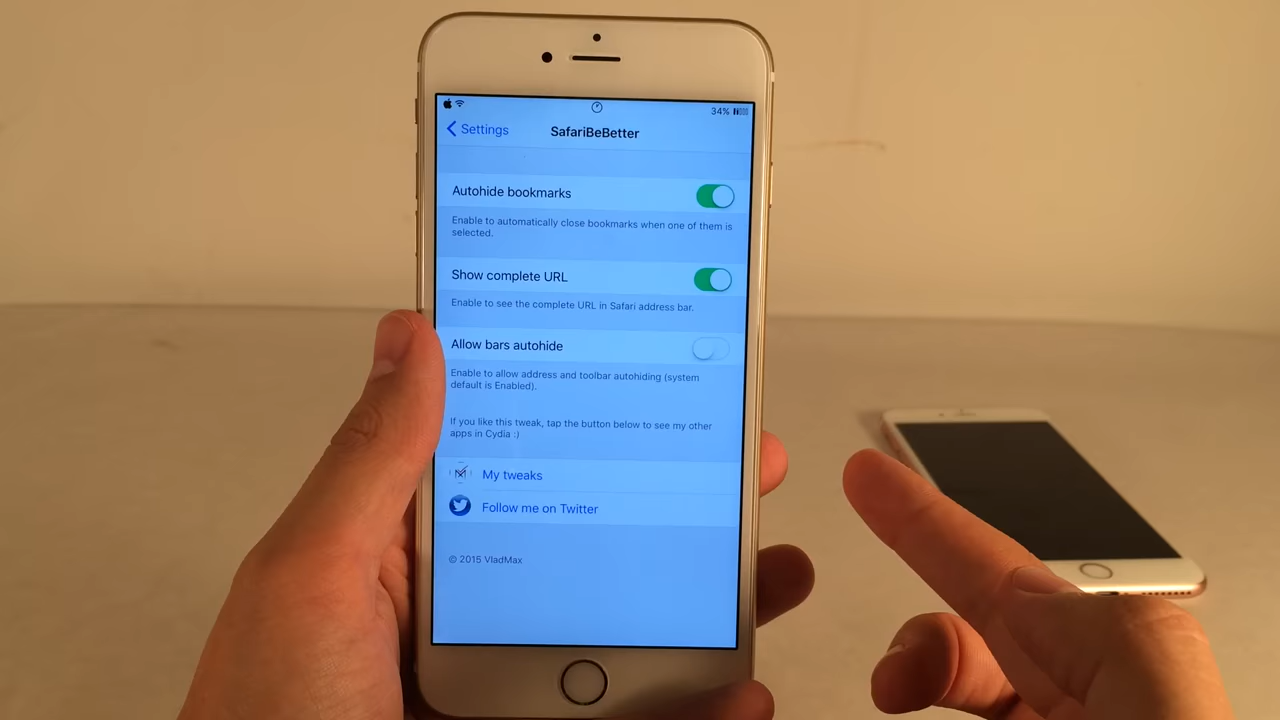 34%
Settings
SafariBeBetter
Autohide bookmarks
Enable to automatically close bookmarks when one of them is
selected.
Show complete URL
Enable to see the complete URL in Safari address bar.
Allow bars autohide
Enable to allow address and toolbar autohiding (system
default is Enabled).
If you like this tweak, tap the button below to see my other
apps in Cydia :)
My tweaks
Follow me on Twitter
© 2015 VladMax